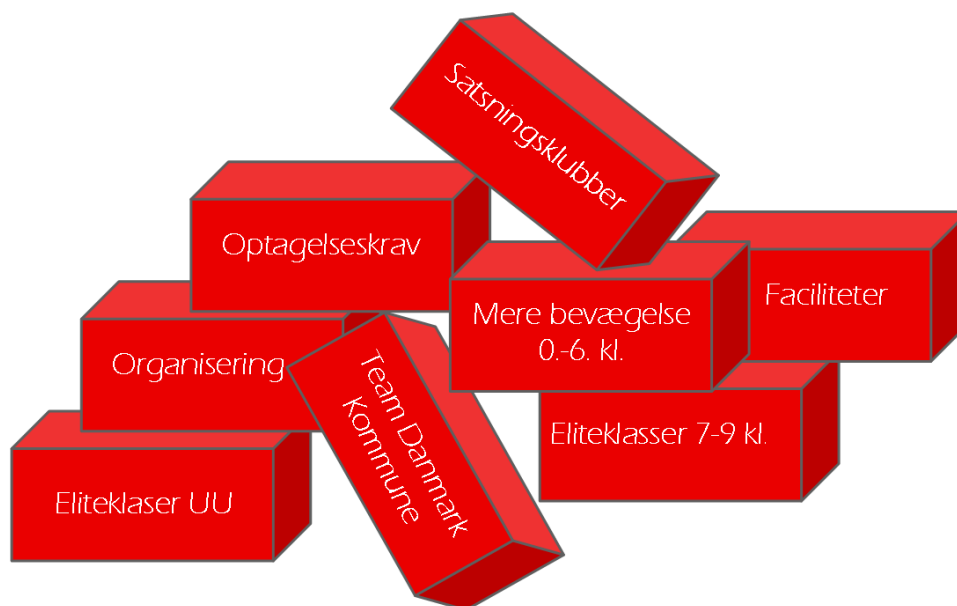 Satsningsklubber
Optagelseskrav
Faciliteter
Mere bevægelse
0.-6. kl.
Organisering
Team Danmark
Kommune
Eliteklasser 7-9 kl.
Eliteklaser UU